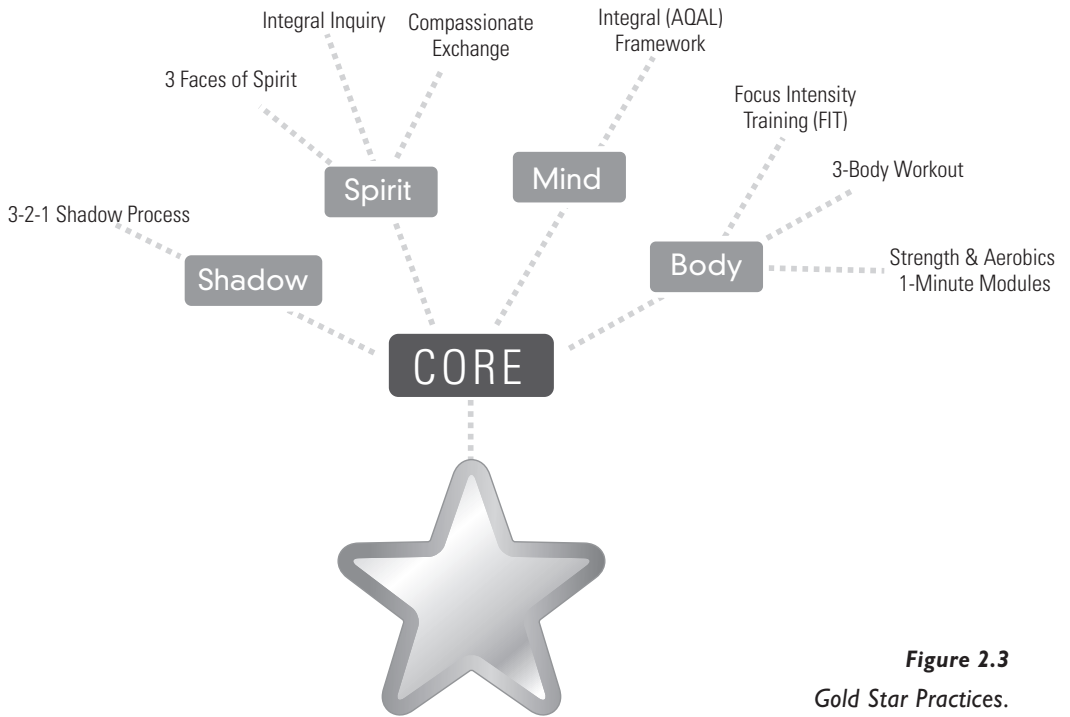 Integral Inquiry
Compassionate
Exchange
Integral (AQAL)
Framework
3 Faces of Spirit
Focus Intensity
Training (FIT)
3-Body Workout
Spirit
Mind
3-2-1 Shadow Process
Shadow
Body
Strength & Aerobics
1-Minute Modules
CORE
Figure 2.3
Gold Star Practices.